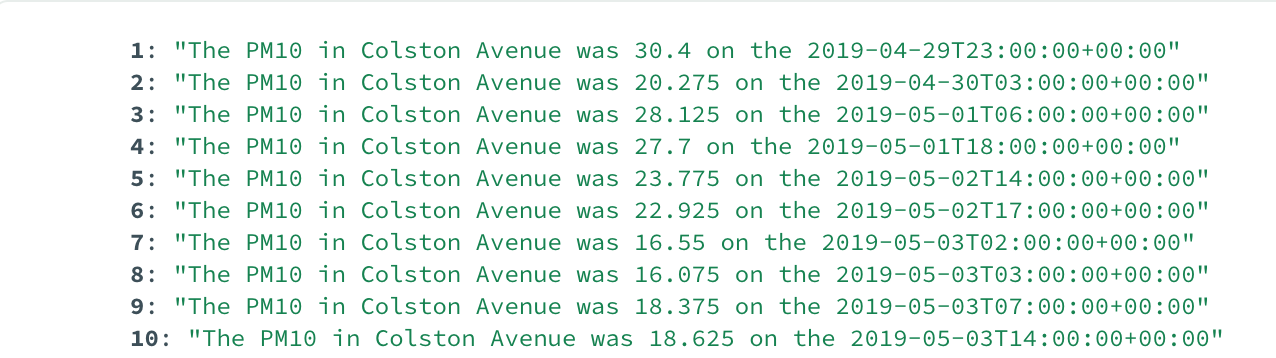 1: "The PM10 in Colston Avenue was 30.4 on the 2019-04-29T23:00:00+00:00"
2: "The PM10 in Colston Avenue was 20.275 on the 2019-04-30T03:00:00+00:00"
3: "The PM10 in Colston Avenue was 28.125 on the 2019-05-01T06:00:00+00:00"
4: "The PM10 in Colston Avenue was 27.7 on the 2019-05-01T18:00:00+00:00"
5: "The PM10 in Colston Avenue was 23.775 on the 2019-05-02T14:00:00+00:00"
6: "The PM10 in Colston Avenue was 22.925 on the 2019-05-02T17:00:00+00:00"
7: "The PM10 in Colston Avenue was 16.55 on the 2019-05-03T02:00:00+00:00"
8: "The PM10 in Colston Avenue was 16.075 on the 2019-05-03T03:00:00+00:00"
9: "The PM10 in Colston Avenue was 18.375 on the 2019-05-03T07:00:00+00:00"
10: "The PM10 in Colston Avenue was 18.625 on the 2019-05-03T14:00:00+00:00"